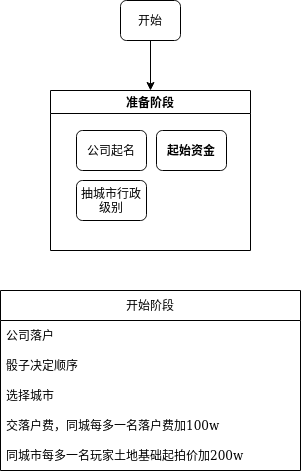 开始
准备阶段
公司起名
起始资金
抽城市行政
级别
开始阶段
公司落户
骰子决定顺序
选择城市
交落户费，同城每多一名落户费加100w
同城市每多一名玩家土地基础起拍价加200w